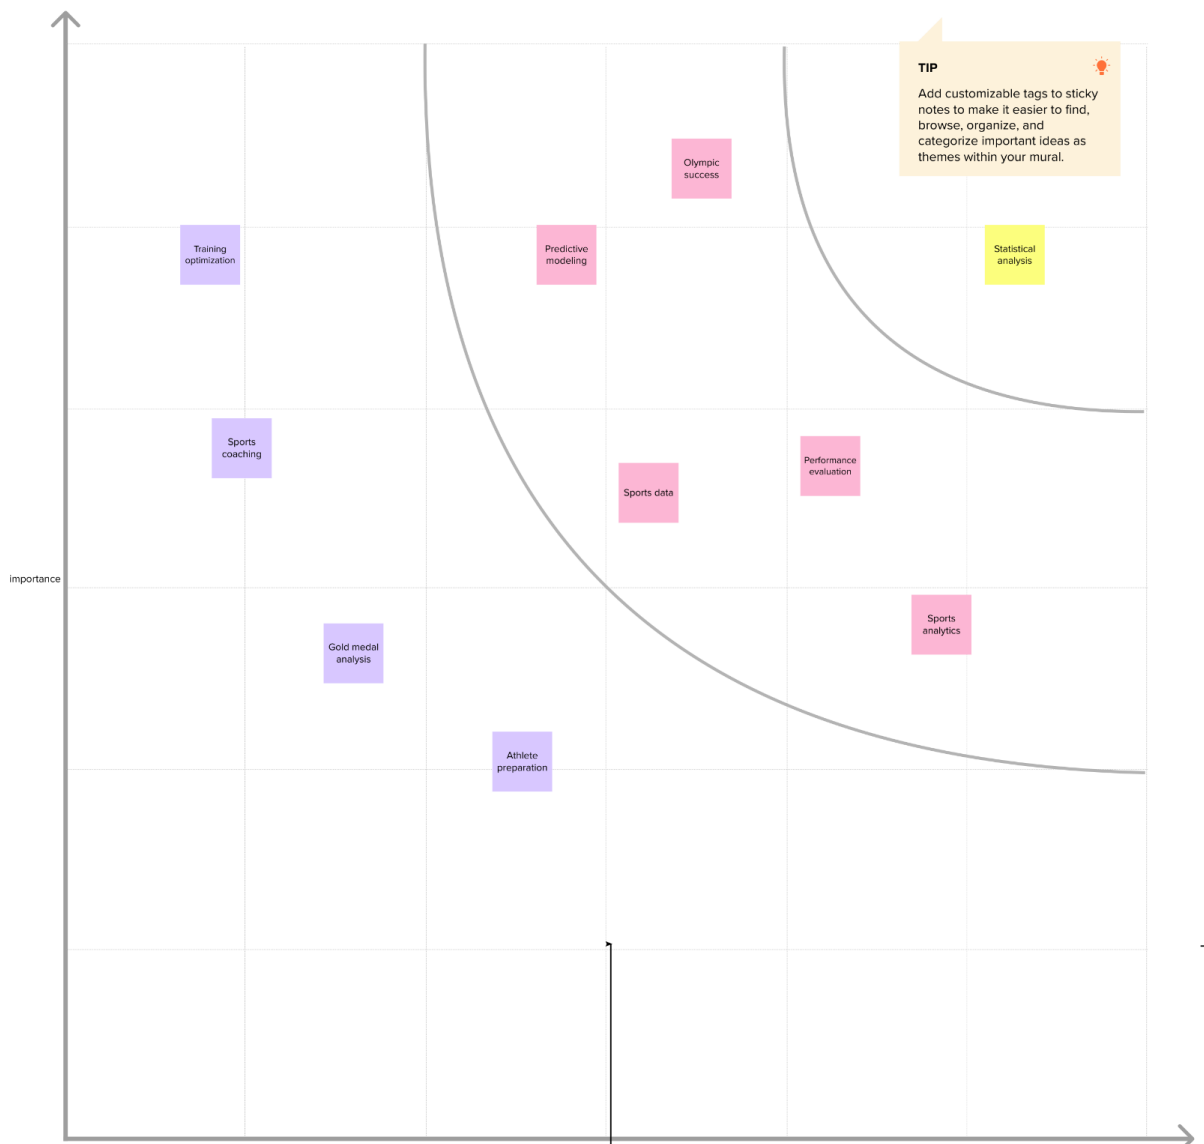 TIP
Add customizable tags to sticky
notes to make it easier to find,
browse, organize, and
categorize important ideas as
themes within your mural.
Olympic
success
Training
optimization
Predictive
modeling
Statistical
analysis
Sports
coaching
Sports data
Performance
evaluation
importance
Sports
analytics
Gold medal
analysis
Athlete
preparation